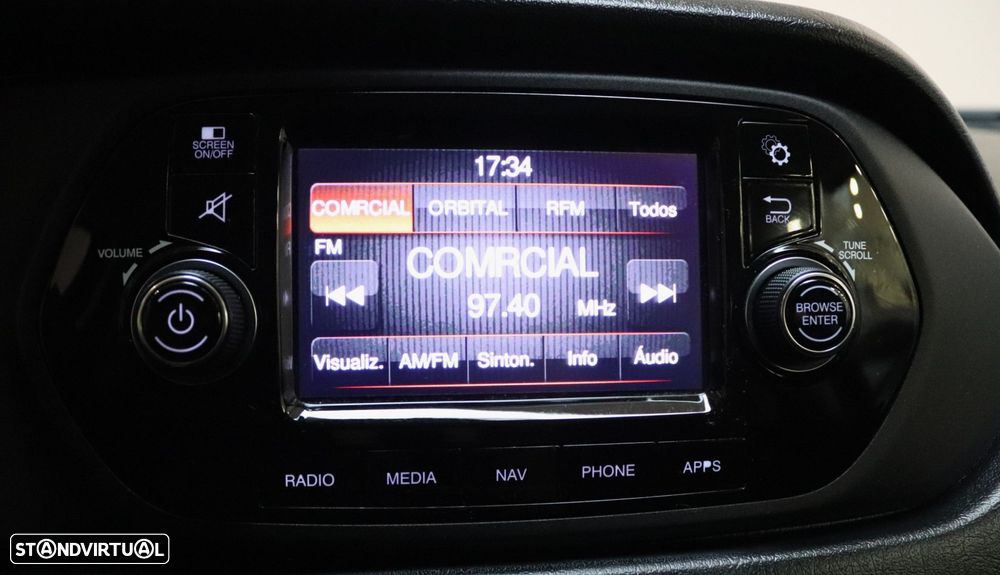 SCREEN
ON/OFF
VOLUME
17:34
COMRCIAL ORBITAL RFM Todos
FM
COMRCIAL
97.40 MHz
Visualiz. AM/FM Sinton. Info Áudio
BACK
TUNE
SCROLL
BROWSE
ENTER
RADIO MEDIA NAV PHONE APPS
STANDVIRTUAL